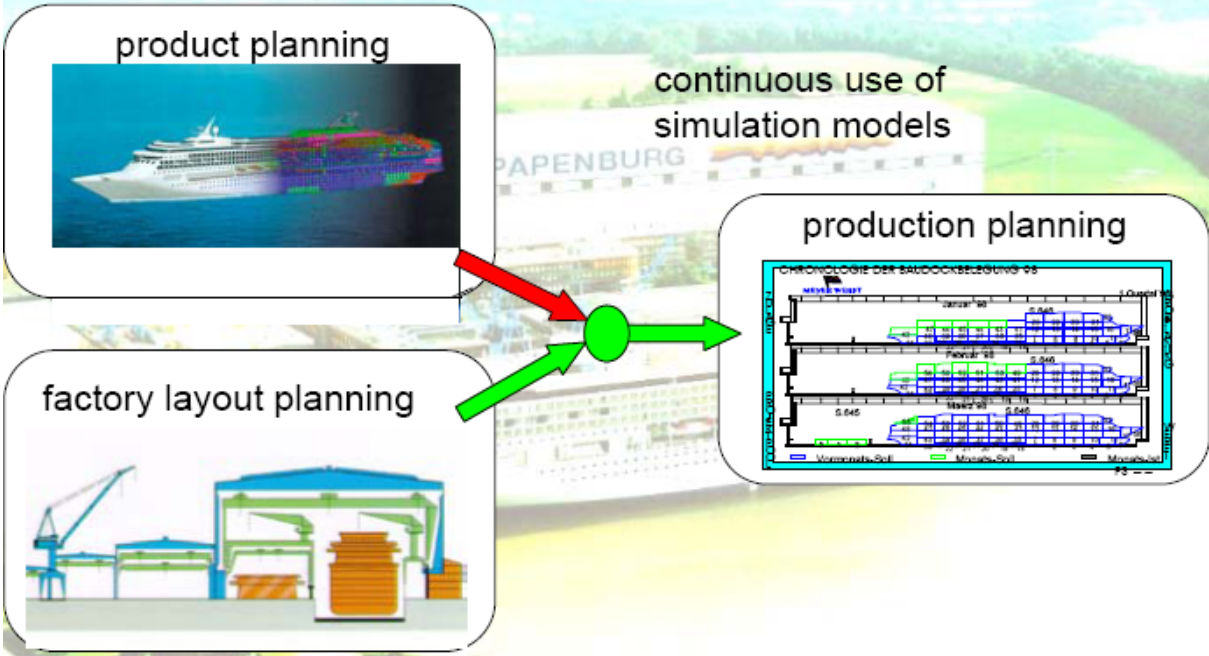 product planning
continuous use of
simulation models
PAPENBURG
production planning
CHRONOLOGIE DER BAUDOCKBELEGUNG 98
MEYER WERFT
Januar '98
S.646
Februar '98
S.646
Maerz'98
S.645
S.646
Vormonats-Soll
Monats-Soll
Monats-Ist
factory layout planning